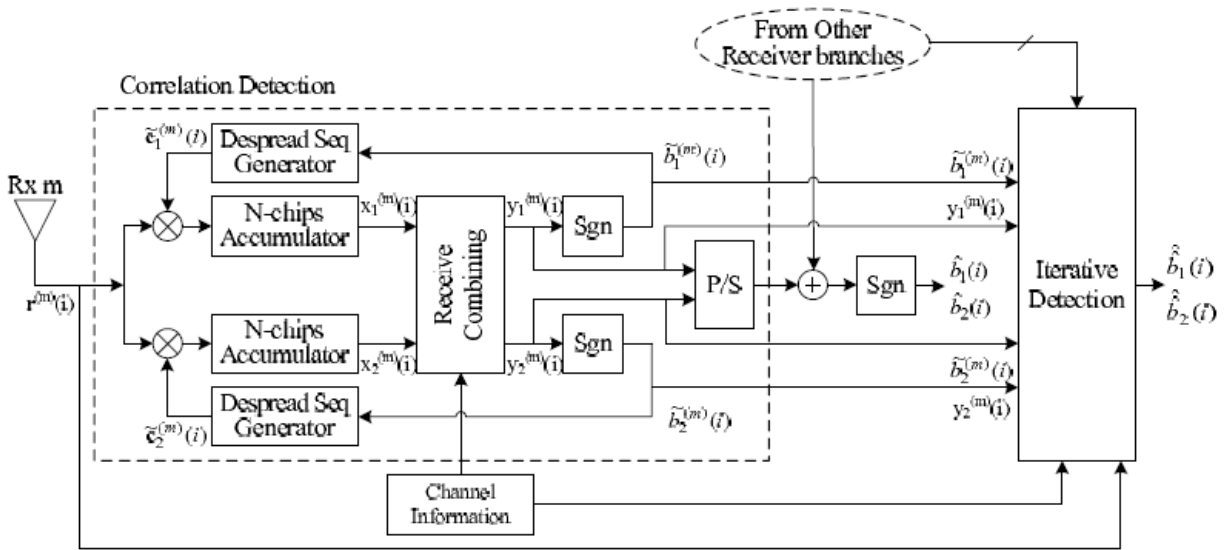 From Other
Receiver branches
Correlation Detection
c̃₁⁽ᵐ⁾(i)
Despread Seq
Generator
b̃₁⁽ᵐ⁾(i)
b̃₁⁽ᵐ⁾(i)
Rx m
N-chips
Accumulator
x₁⁽ᵐ⁾(i)
Receive
Combining
y₁⁽ᵐ⁾(i)
Sgn
y₁⁽ᵐ⁾(i)
P/S
Sgn
b̂₁(i)
b̂₂(i)
Iterative
Detection
b̂̂₁(i)
b̂̂₂(i)
r⁽ᵐ⁾(i)
N-chips
Accumulator
x₂⁽ᵐ⁾(i)
y₂⁽ᵐ⁾(i)
Sgn
b̃₂⁽ᵐ⁾(i)
y₂⁽ᵐ⁾(i)
c̃₂⁽ᵐ⁾(i)
Despread Seq
Generator
b̃₂⁽ᵐ⁾(i)
Channel
Information